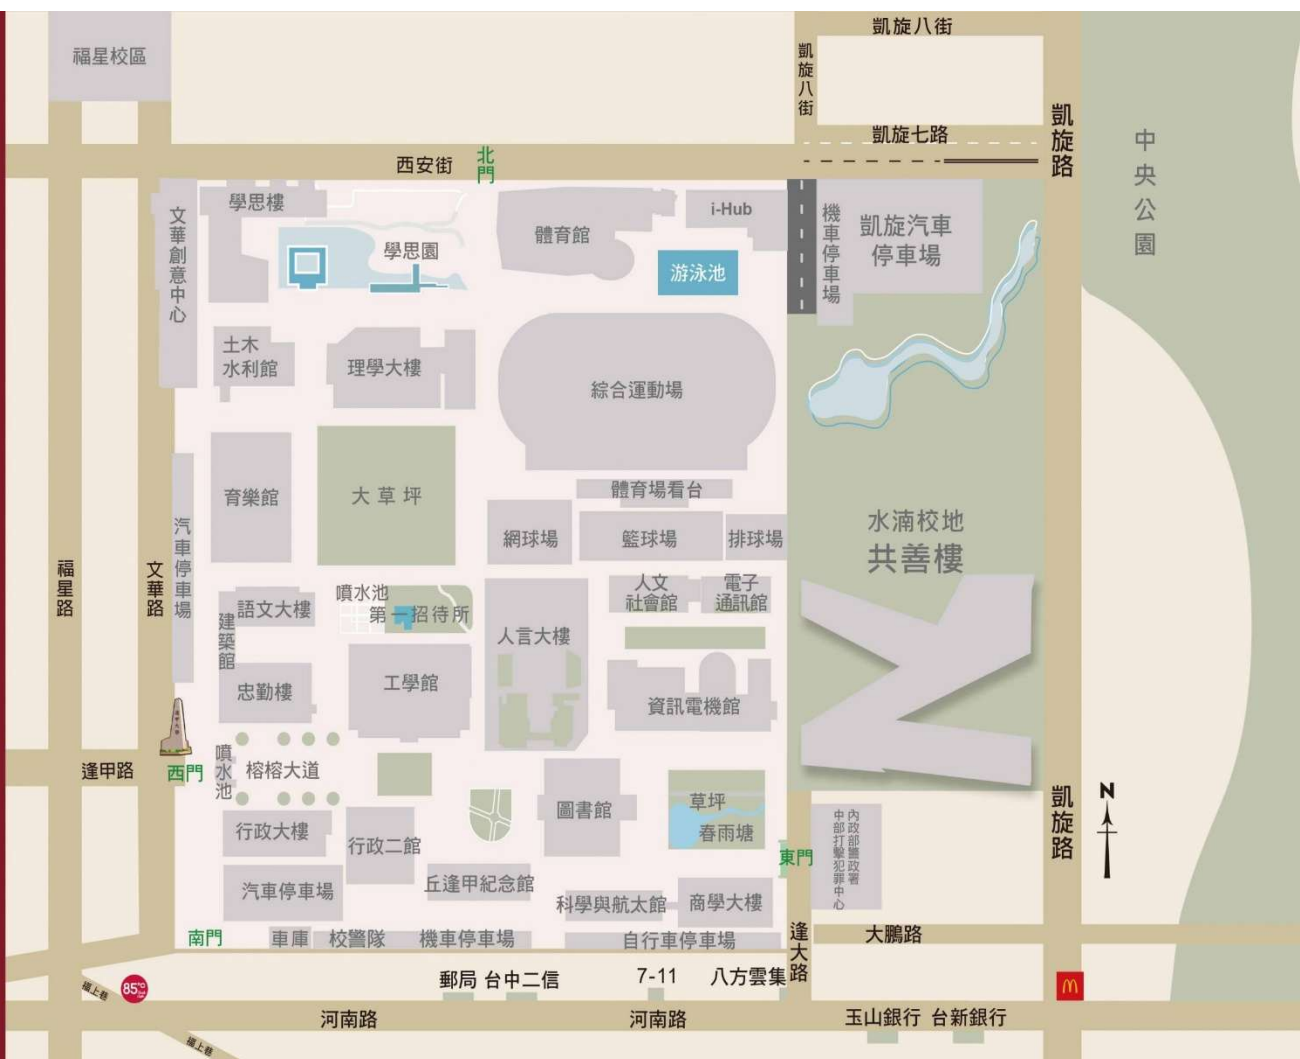 福星校區
凱旋八街
凱旋八街
凱旋七路
凱旋路
中央公園
西安街
北門
學思樓
文華創意中心
學思園
體育館
i-Hub
游泳池
機車停車場
凱旋汽車
停車場
土木
水利館
理學大樓
綜合運動場
育樂館
大草坪
體育場看台
網球場
籃球場
排球場
水湳校地
共善樓
汽車停車場
福星路
文華路
建築館
語文大樓
噴水池
第一招待所
人文
社會館
電子
通訊館
人言大樓
忠勤樓
工學館
資訊電機館
逢甲路
西門
噴水池
榕榕大道
圖書館
草坪
春雨塘
行政大樓
行政二館
東門
內政部警政署
中部打擊犯罪中心
凱旋路
N
汽車停車場
丘逢甲紀念館
科學與航太館
商學大樓
南門
車庫
校警隊
機車停車場
自行車停車場
逢大路
大鵬路
福上巷
85°C
郵局
台中二信
7-11
八方雲集
河南路
河南路
玉山銀行
台新銀行
福上巷